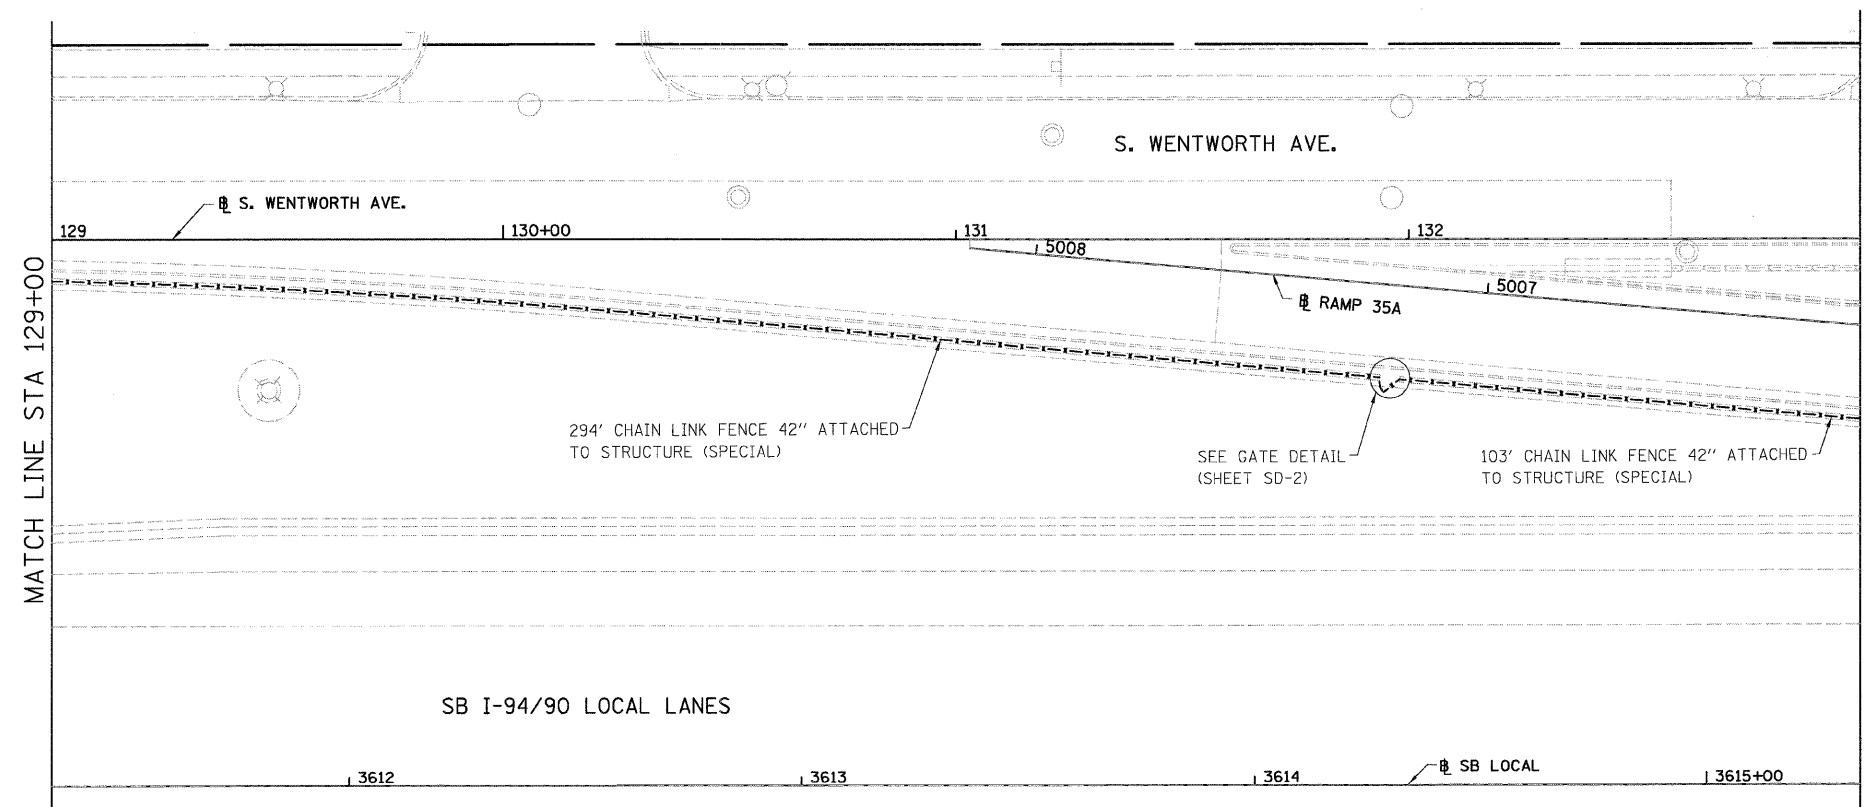 S. WENTWORTH AVE.
℄ S. WENTWORTH AVE.
129
130+00
131
132
5008
5007
℄ RAMP 35A
MATCH LINE STA 129+00
294' CHAIN LINK FENCE 42" ATTACHED
TO STRUCTURE (SPECIAL)
SEE GATE DETAIL
(SHEET SD-2)
103' CHAIN LINK FENCE 42" ATTACHED
TO STRUCTURE (SPECIAL)
SB I-94/90 LOCAL LANES
℄ SB LOCAL
3612
3613
3614
3615+00